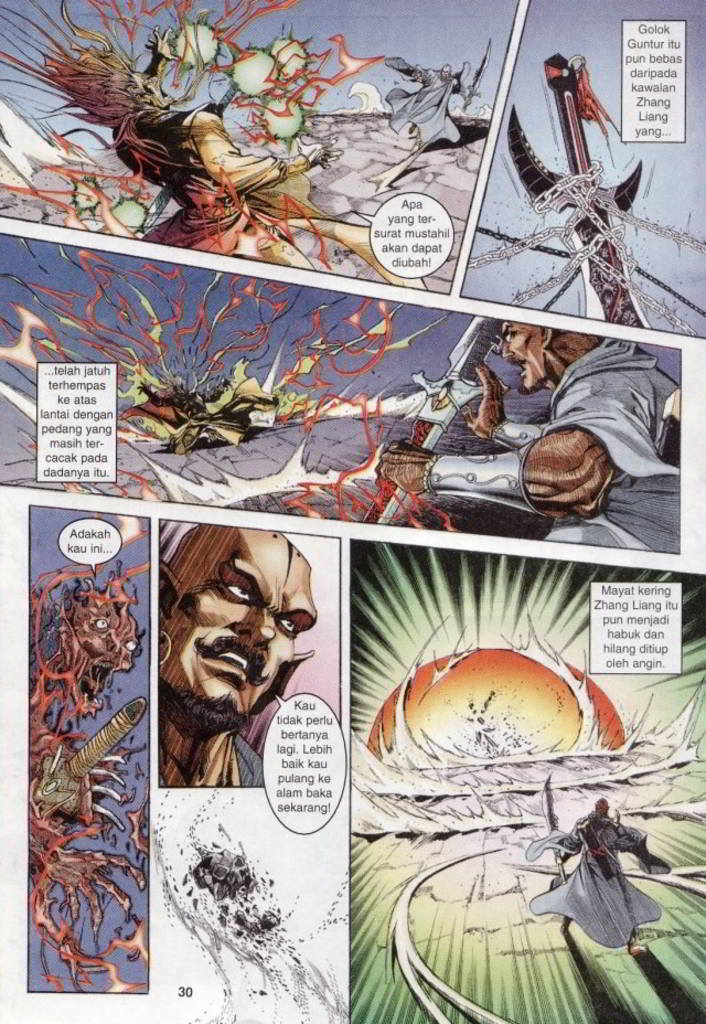 Apa
yang ter-
surat mustahil
akan dapat
diubah!
Golok
Guntur itu
pun bebas
daripada
kawalan
Zhang
Liang
yang...
...telah jatuh
terhempas
ke atas
lantai dengan
pedang yang
masih ter-
cacak pada
dadanya itu.
Adakah
kau ini...
Kau
tidak perlu
bertanya
lagi. Lebih
baik kau
pulang ke
alam baka
sekarang!
Mayat kering
Zhang Liang itu
pun menjadi
habuk dan
hilang ditiup
oleh angin.
30